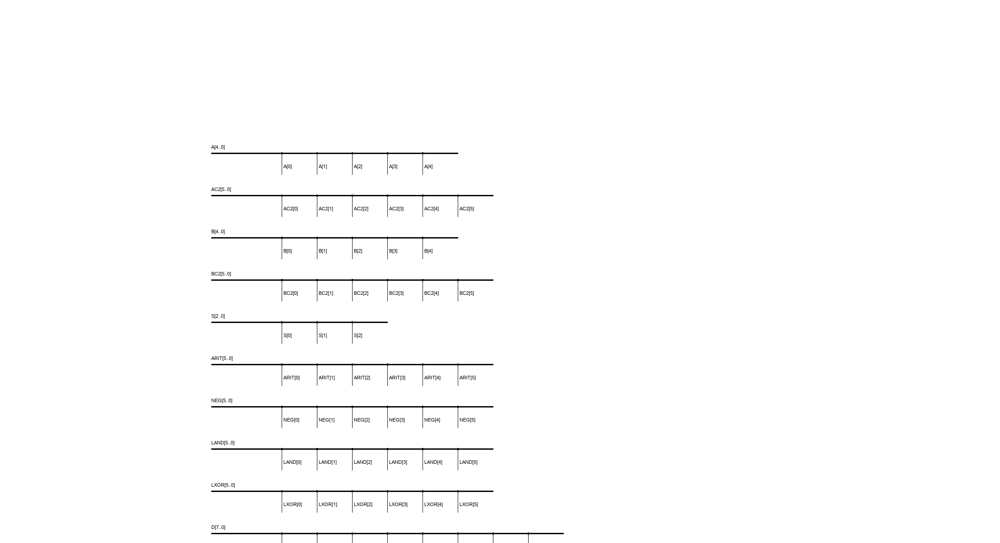 A[4..0]
A[0] A[1] A[2] A[3] A[4]
AC2[5..0]
AC2[0] AC2[1] AC2[2] AC2[3] AC2[4] AC2[5]
B[4..0]
B[0] B[1] B[2] B[3] B[4]
BC2[5..0]
BC2[0] BC2[1] BC2[2] BC2[3] BC2[4] BC2[5]
S[2..0]
S[0] S[1] S[2]
ARIT[5..0]
ARIT[0] ARIT[1] ARIT[2] ARIT[3] ARIT[4] ARIT[5]
NEG[5..0]
NEG[0] NEG[1] NEG[2] NEG[3] NEG[4] NEG[5]
LAND[5..0]
LAND[0] LAND[1] LAND[2] LAND[3] LAND[4] LAND[5]
LXOR[5..0]
LXOR[0] LXOR[1] LXOR[2] LXOR[3] LXOR[4] LXOR[5]
D[7..0]